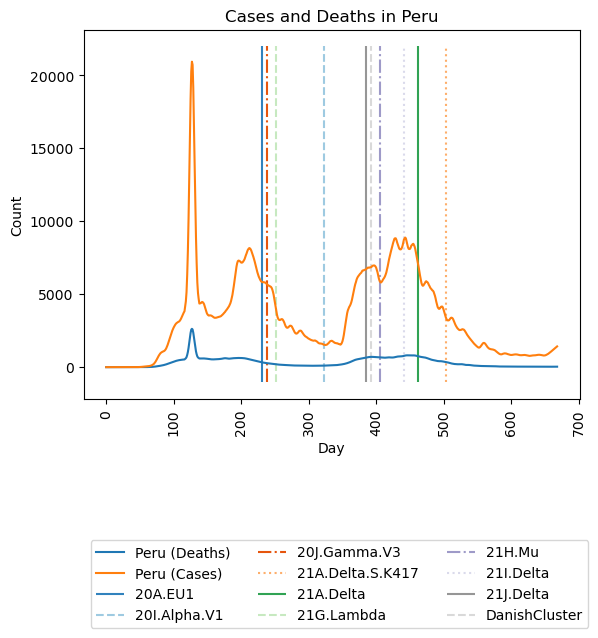 Cases and Deaths in Peru
20000
15000
10000
5000
0
Count
0 100 200 300 400 500 600 700
Day
Peru (Deaths) 20J.Gamma.V3 21H.Mu
Peru (Cases) 21A.Delta.S.K417 21I.Delta
20A.EU1 21A.Delta 21J.Delta
20I.Alpha.V1 21G.Lambda DanishCluster